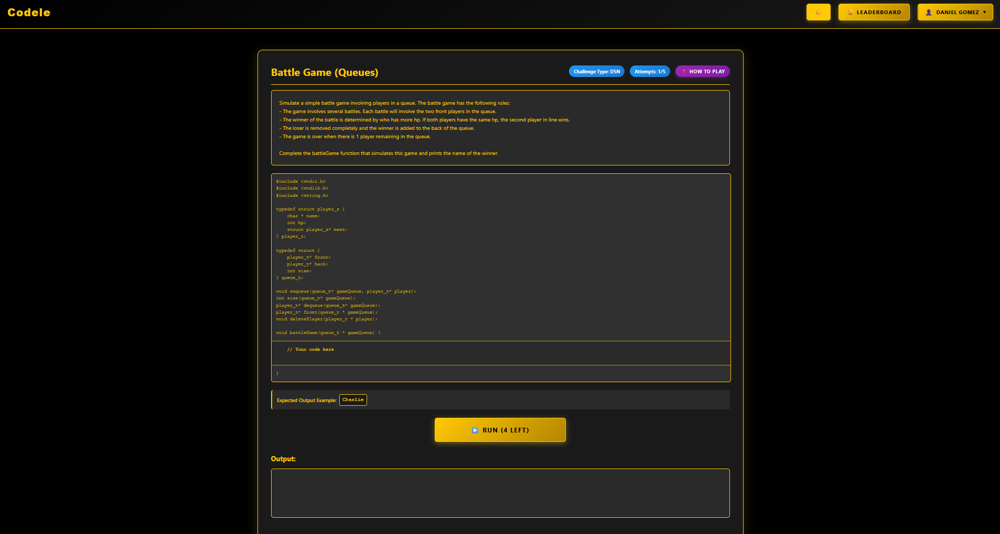 Codele
LEADERBOARD
DANIEL GOMEZ ▼
Battle Game (Queues)
Challenge Type: DSN
Attempts: 1/5
❓ HOW TO PLAY
Simulate a simple battle game involving players in a queue. The battle game has the following rules:
- The game involves several battles. Each battle will involve the two front players in the queue.
- The winner of the battle is determined by who has more hp. If both players have the same hp, the second player in line wins.
- The loser is removed completely and the winner is added to the back of the queue.
- The game is over when there is 1 player remaining in the queue.
Complete the battleGame function that simulates this game and prints the name of the winner.
#include <stdio.h>
#include <stdlib.h>
#include <string.h>
typedef struct player_s {
    char * name;
    int hp;
    struct player_s* next;
} player_t;
typedef struct {
    player_t* front;
    player_t* back;
    int size;
} queue_t;
void enqueue(queue_t* gameQueue, player_t* player);
int size(queue_t* gameQueue);
player_t* dequeue(queue_t* gameQueue);
player_t* front(queue_t * gameQueue);
void deletePlayer(player_t * player);
void battleGame(queue_t * gameQueue) {
    // Your code here
}
Expected Output Example: Charlie
RUN (4 LEFT)
Output: